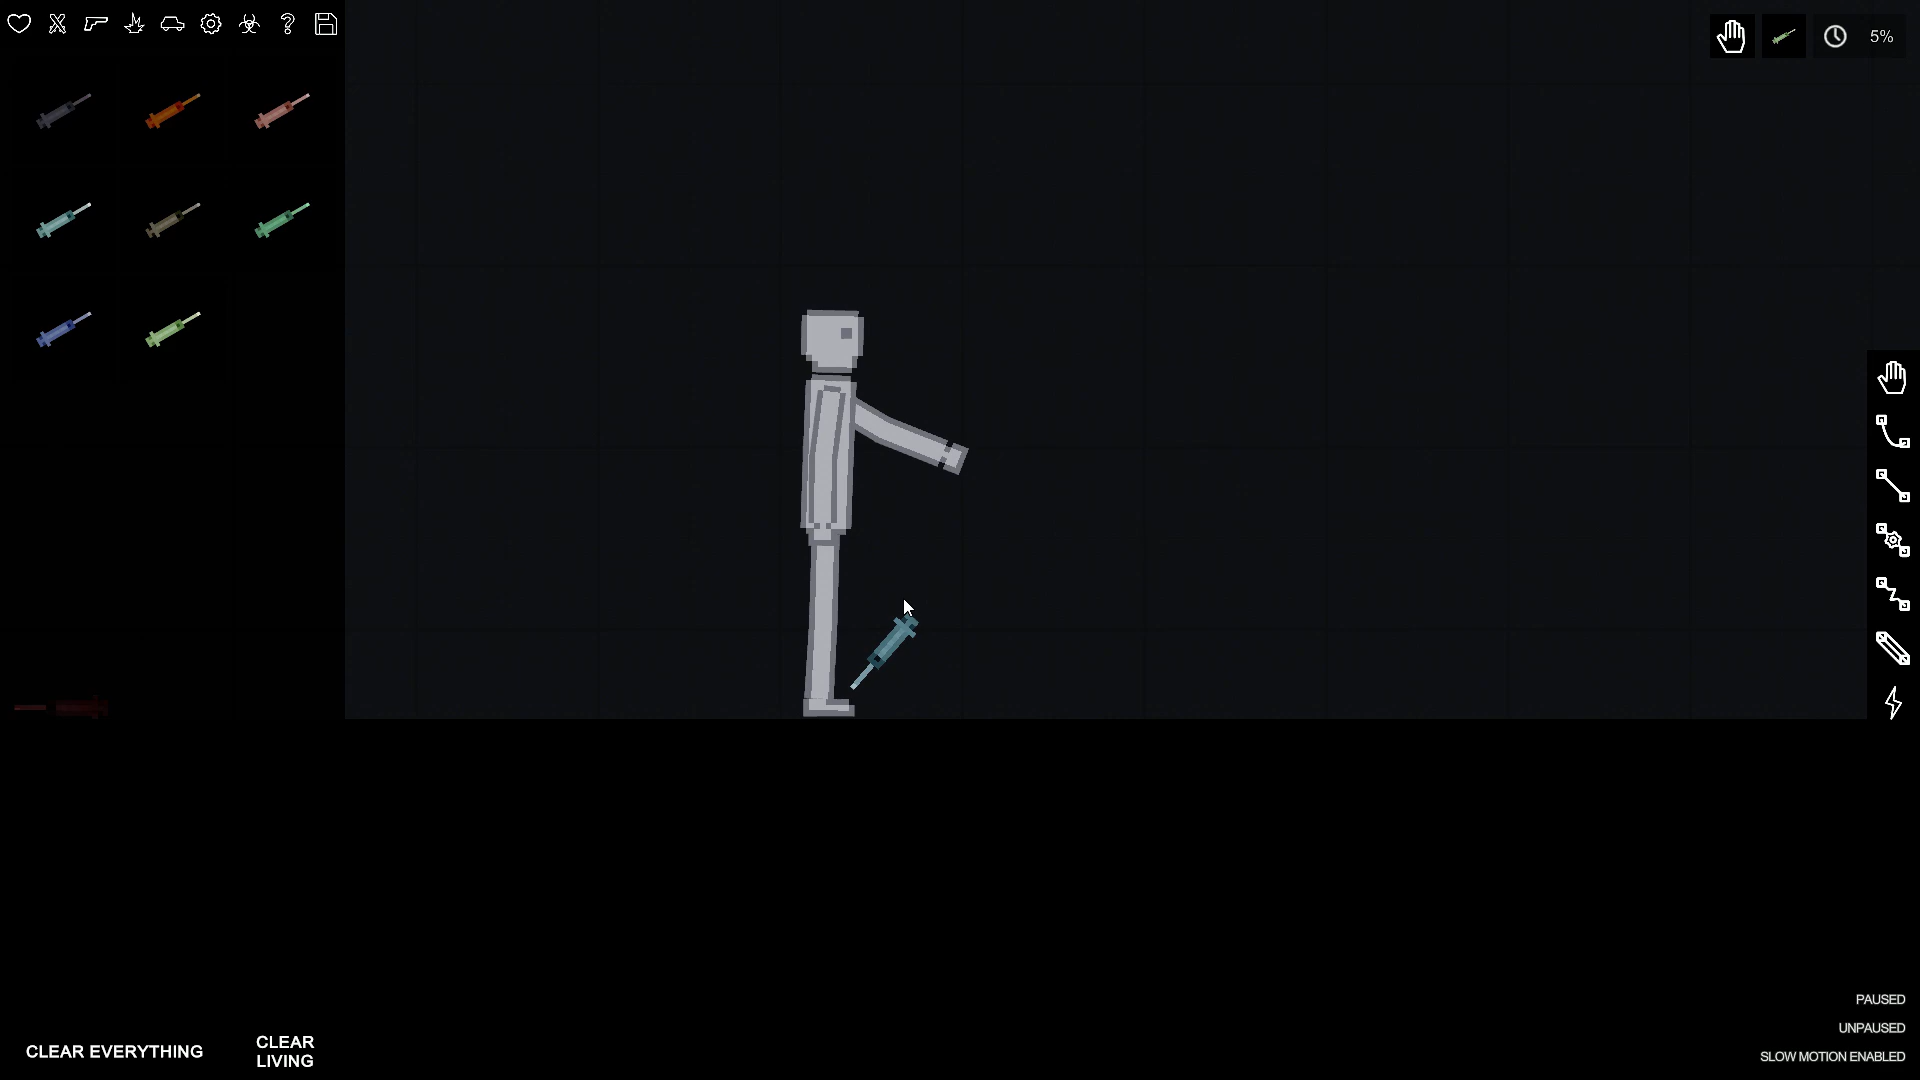 5%
PAUSED
UNPAUSED
SLOW MOTION ENABLED
CLEAR EVERYTHING
CLEAR
LIVING